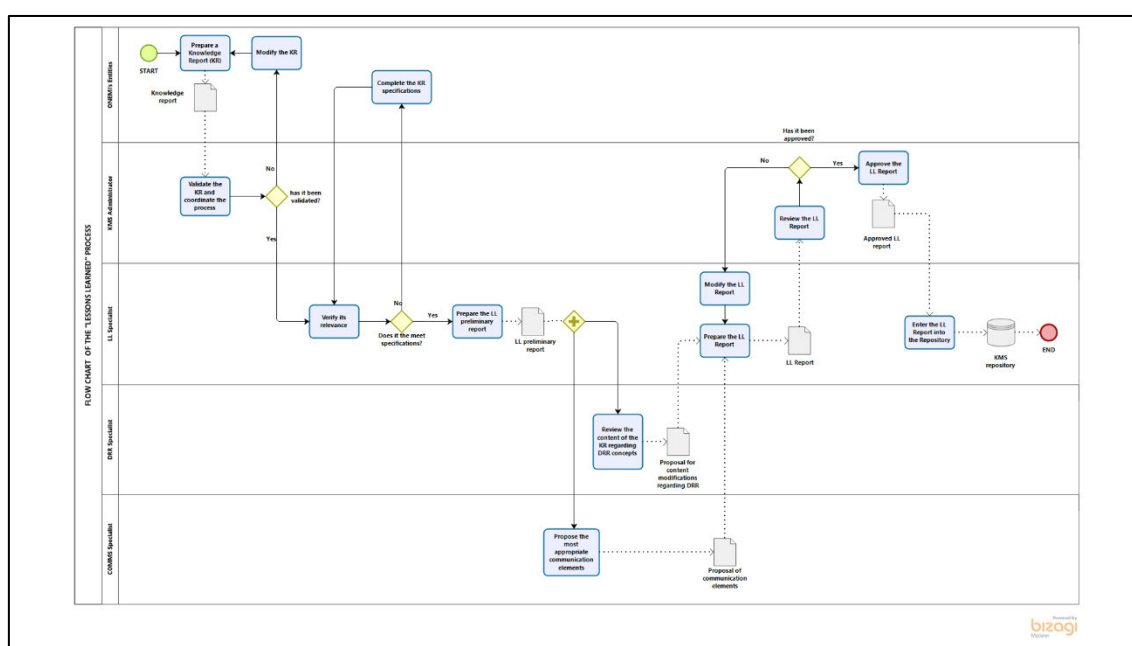 FLOW CHART OF THE "LESSONS LEARNED" PROCESS
ONEMI's Entities
START
Prepare a
Knowledge
Report (KR)
Modify the KR
Knowledge
report
Complete the KR
specifications
KMS Administrator
Validate the
KR and
coordinate the
process
No
has it been
validated?
Yes
Has it been
approved?
No
Yes
Approve the
LL Report
Review the LL
Report
Approved LL
report
LL Specialist
Verify its
relevance
No
Does it the meet
specifications?
Yes
Prepare the LL
preliminary
report
LL preliminary
report
Modify the LL
Report
Prepare the LL
Report
LL Report
Enter the LL
Report into
the Repository
KMS
repository
END
DRR Specialist
Review the
content of the
KR regarding
DRR concepts
Proposal for
content
modifications
regarding DRR
COMMS Specialist
Propose the
most
appropriate
communication
elements
Proposal of
communication
elements
Powered by
bizagi
Modeler